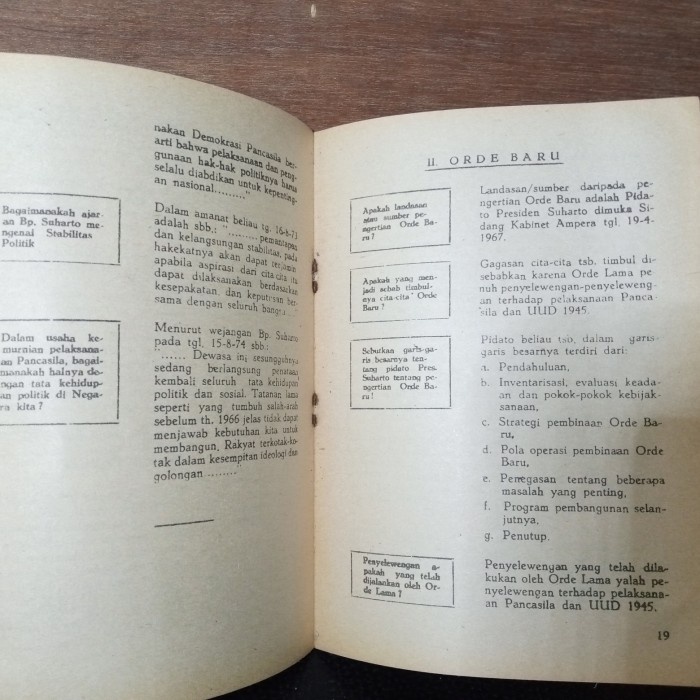 nakan Demokrasi Pancasila ber-
arti bahwa pelaksanaan dan peng-
gunaan hak-hak politiknya harus
selalu diabdikan untuk kepenting-
an nasional.........”
Bagaimanakah ajar-
an Bp. Suharto me-
ngenai Stabilitas
Politik
Dalam amanat beliau tg. 16-8-73
adalah sbb.: “ ......... pemantapan
dan kelangsungan stabilitas, pada
hakekatnya akan dapat terjamin
apabila aspirasi dari cita-cita itu
dapat dilaksanakan berdasarkan
kesepakatan, dan keputusan ber-
sama dengan seluruh bangsa ....”
Dalam usaha ke-
murnian pelaksana-
an Pancasila, bagai-
manakah halnya de-
ngan tata kehidup-
an politik di Nega-
ra kita ?
Menurut wejangan Bp. Suharto
pada tgl. 15-8-74 sbb:
“...... Dewasa ini sesungguhnya
sedang berlangsung penataan
kembali seluruh tata kehidupan
politik dan sosial. Tatanan lama
seperti yang tumbuh salah-arah
sebelum th. 1966 jelas tidak dapat
menjawab kebutuhan kita untuk
membangun. Rakyat terkotak-ko-
tak dalam kesempitan ideologi dan
golongan ........”
II. ORDE BARU
Apakah landasan
atau sumber pe-
ngertian Orde Ba-
ru ?
Landasan/sumber daripada pe-
ngertian Orde Baru adalah Pida-
to Presiden Suharto dimuka Si-
dang Kabinet Ampera tgl. 19-4-
1967.
Apakah yang men-
jadi sebab timbul-
nya cita-cita' Orde
Baru ?
Gagasan cita-cita tsb. timbul di-
sebabkan karena Orde Lama pe-
nuh penyelewengan-penyeleweng-
an terhadap pelaksanaan Panca
sila dan UUD 1945.
Sebutkan garis-ga-
ris besarnya ten-
tang pidato Pres.
Suharto tentang pe-
ngertian Orde Ba-
ru !
Pidato beliau tsb, dalam garis-
garis besarnya terdiri dari:
a. Pendahuluan,
b. Inventarisasi, evaluasi keada-
an dan pokok-pokok kebijak-
sanaan,
c. Strategi pembinaan Orde Ba-
ru,
d. Pola operasi pembinaan Orde
Baru,
e. Penegasan tentang beberapa
masalah yang penting,
f. Program pembangunan selan-
jutnya,
g. Penutup.
Penyelewengan a-
pakah yang telah
dijalankan oleh Or-
de Lama ?
Penyelewengan yang telah dila-
kukan oleh Orde Lama yalah pe-
nyelewengan terhadap pelaksana-
an Pancasila dan UUD 1945,
19